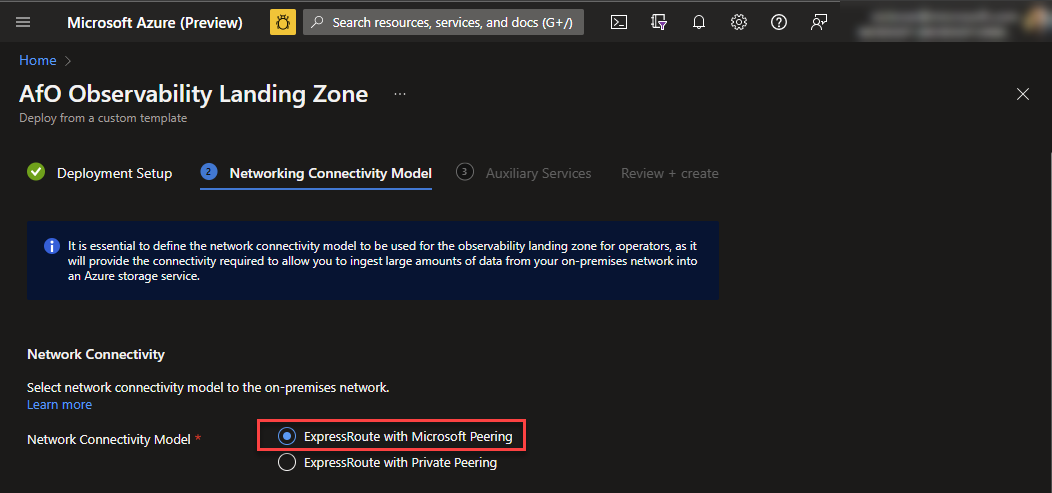 Microsoft Azure (Preview)
Search resources, services, and docs (G+/)
Home
AfO Observability Landing Zone ...
Deploy from a custom template
Deployment Setup
2 Networking Connectivity Model
3 Auxiliary Services
Review + create
It is essential to define the network connectivity model to be used for the observability landing zone for operators, as it
will provide the connectivity required to allow you to ingest large amounts of data from your on-premises network into
an Azure storage service.
Network Connectivity
Select network connectivity model to the on-premises network.
Learn more
Network Connectivity Model *
ExpressRoute with Microsoft Peering
ExpressRoute with Private Peering